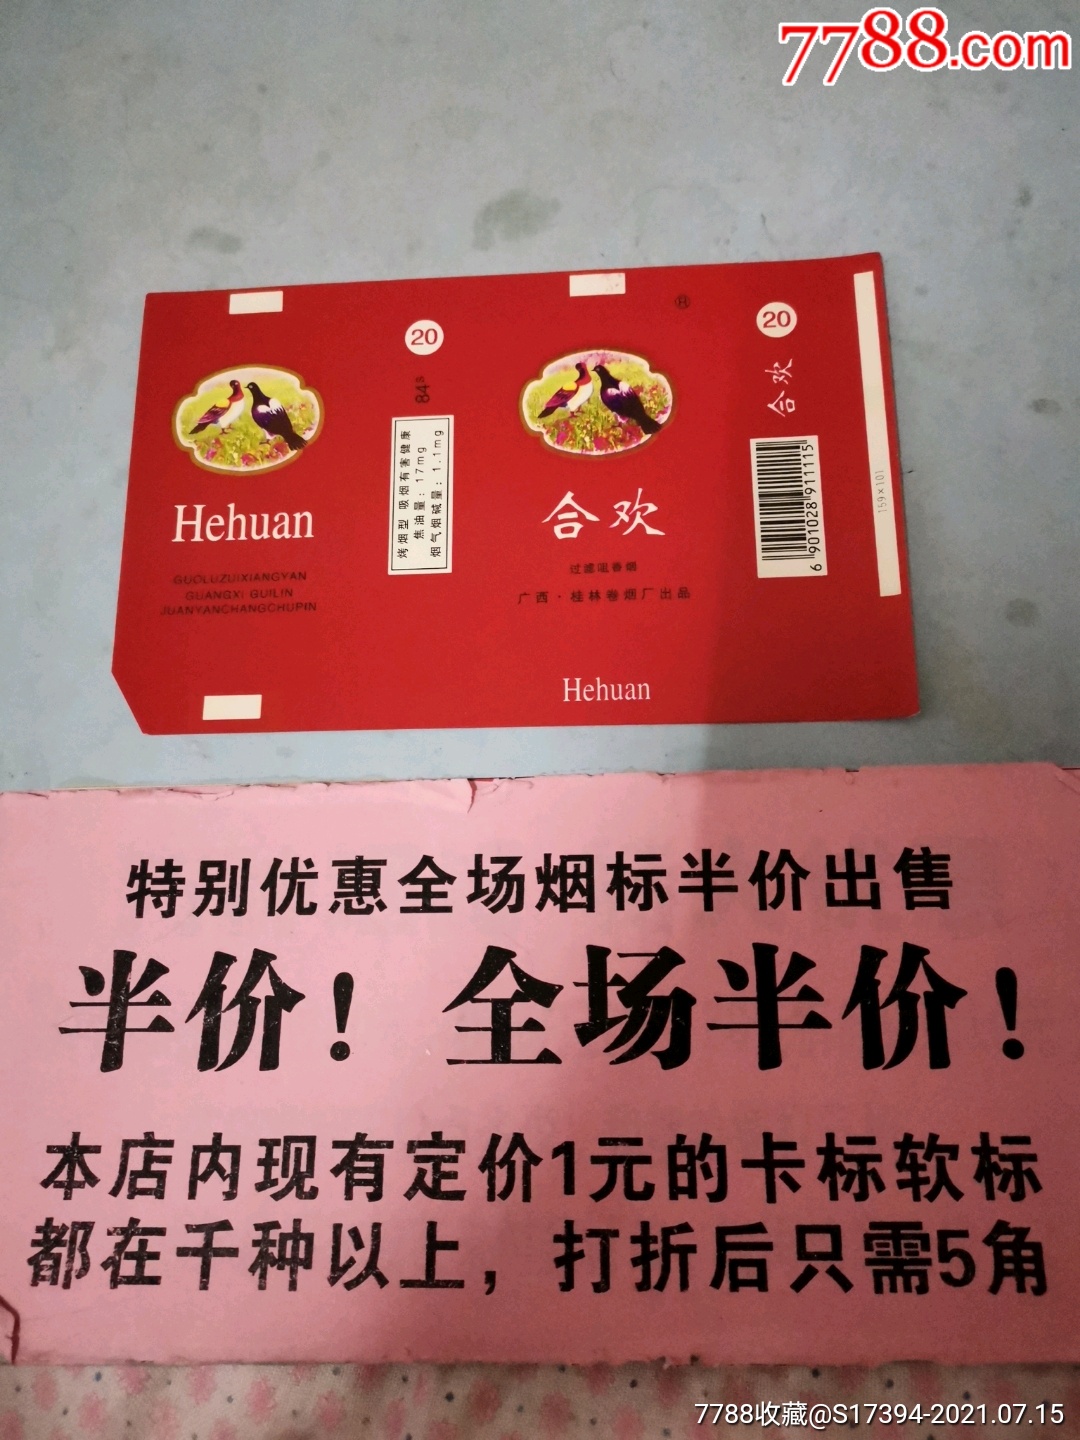 7788.com
Hehuan
GUOLUZUIXIANGYAN
GUANGXI GUILIN
JUANYANCHANGCHUPIN
20
84s
烤烟型 吸烟有害健康
焦油量：17mg
烟气烟碱量：1.1mg
®
合欢
过滤咀香烟
广西·桂林卷烟厂出品
Hehuan
20
合欢
6 901028 911115
159×101
特别优惠全场烟标半价出售
半价！全场半价！
本店内现有定价1元的卡标软标
都在千种以上，打折后只需5角
7788收藏@S17394-2021.07.15